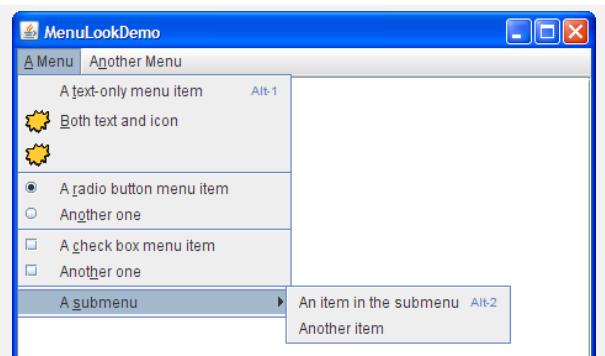 MenuLookDemo
A Menu Another Menu
A text-only menu item Alt-1
Both text and icon
A radio button menu item
Another one
A check box menu item
Another one
A submenu
An item in the submenu Alt-2
Another item